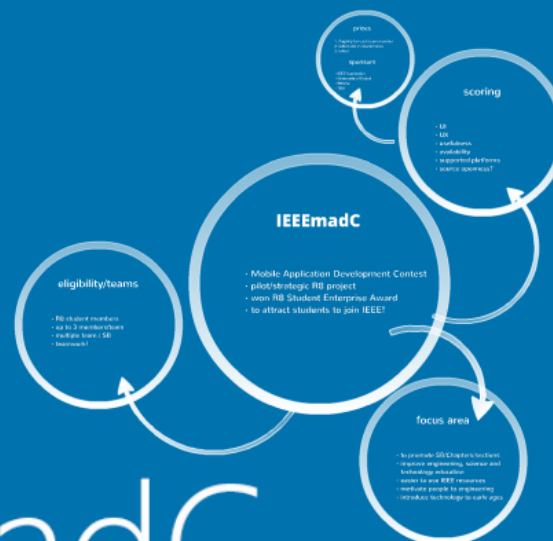 prizes
sponsors
scoring
- UI
- UX
- usefulness
- availability
- supported platforms
- source openness?
IEEEmadC
- Mobile Application Development Contest
- pilot/strategic R8 project
- won R8 Student Enterprise Award
- to attract students to join IEEE!
eligibility/teams
- R8 student members
- up to 3 members/team
- multiple team / SB
- teamwork!
focus area
- to promote SB/Chapters/sections
- improve engineering, science and
technology education
- easier to use IEEE resources
- motivate people to engineering
- introduce technology to early ages
adC